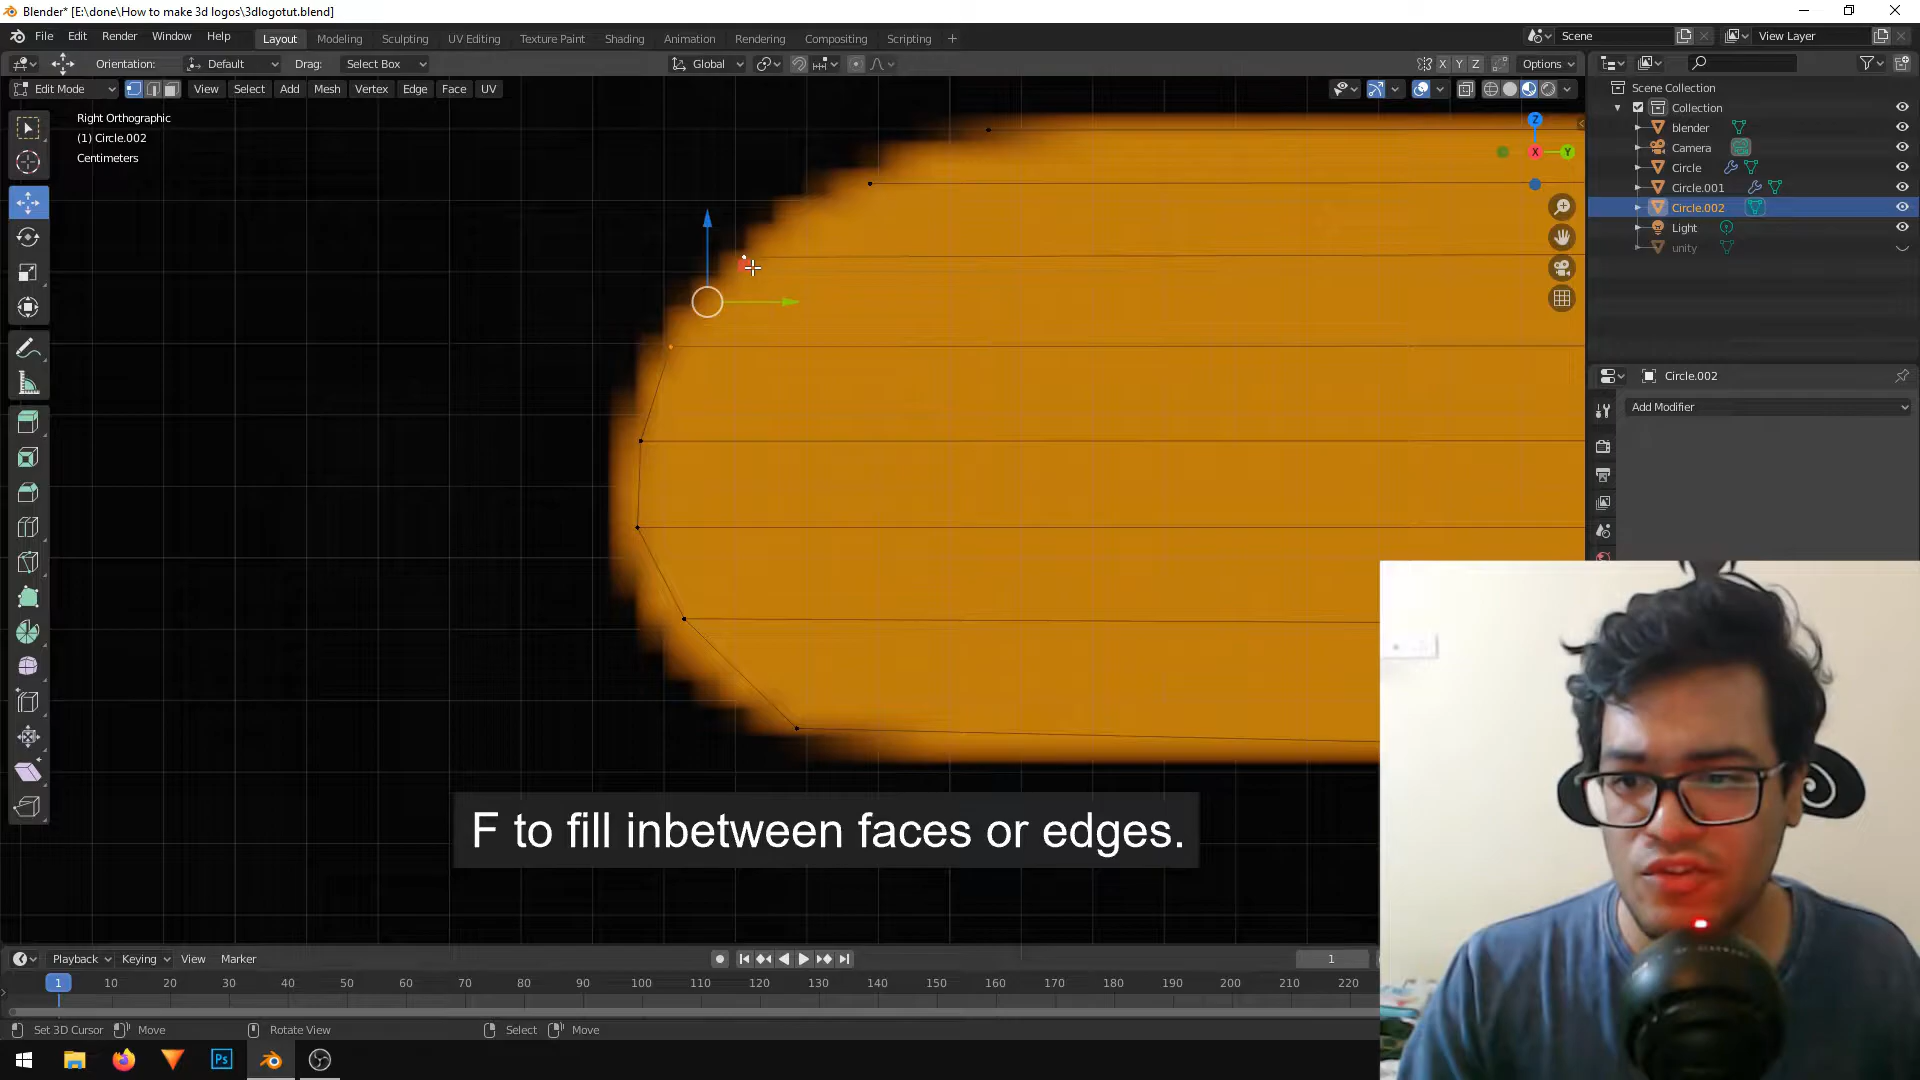 Blender* [E:\done\How to make 3d logos\3dlogotut.blend]
File Edit Render Window Help
Layout Modeling Sculpting UV Editing Texture Paint Shading Animation Rendering Compositing Scripting +
Scene
View Layer
Orientation: Default Drag: Select Box
Global
X Y Z Options
Edit Mode View Select Add Mesh Vertex Edge Face UV
Right Orthographic
(1) Circle.002
Centimeters
Z
X
Y
Scene Collection
Collection
blender
Camera
Circle
Circle.001
Circle.002
Light
unity
Circle.002
Add Modifier
F to fill inbetween faces or edges.
Playback Keying View Marker
1
1 10 20 30 40 50 60 70 80 90 100 110 120 130 140 150 160 170 180 190 200 210 220
Set 3D Cursor Move Rotate View Select Move
Ps